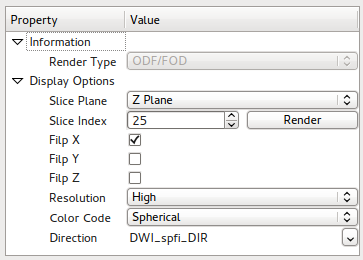 Property Value
Information
Render Type ODF/FOD
Display Options
Slice Plane Z Plane
Slice Index 25 Render
Filp X
Filp Y
Filp Z
Resolution High
Color Code Spherical
Direction DWI_spfi_DIR